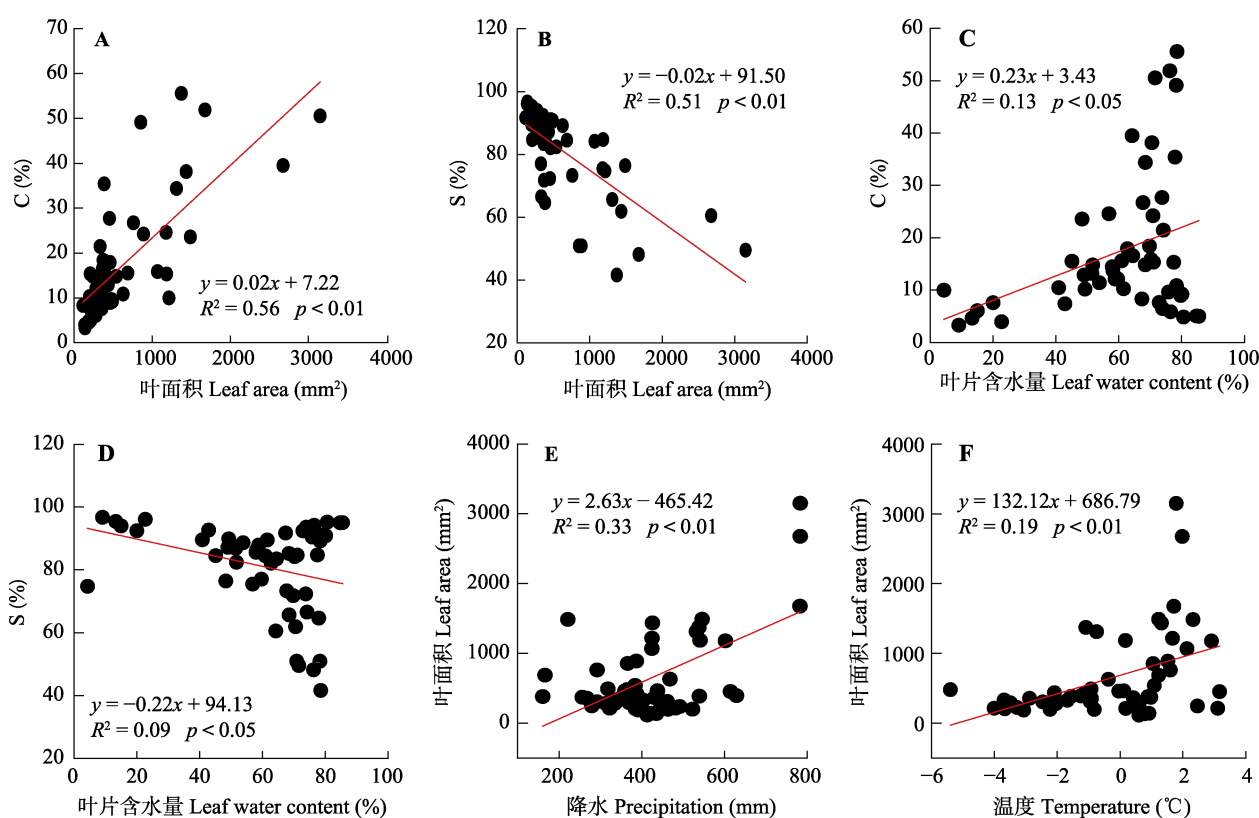 A
y = 0.02x + 7.22
R² = 0.56 p < 0.01
C (%)
0
10
20
30
40
50
60
70
0 1000 2000 3000 4000
叶面积 Leaf area (mm²)
B
y = −0.02x + 91.50
R² = 0.51 p < 0.01
S (%)
20
40
60
80
100
120
0 1000 2000 3000 4000
叶面积 Leaf area (mm²)
C
y = 0.23x + 3.43
R² = 0.13 p < 0.05
C (%)
0
10
20
30
40
50
60
0 20 40 60 80 100
叶片含水量 Leaf water content (%)
D
y = −0.22x + 94.13
R² = 0.09 p < 0.05
S (%)
20
40
60
80
100
120
0 20 40 60 80 100
叶片含水量 Leaf water content (%)
E
y = 2.63x − 465.42
R² = 0.33 p < 0.01
叶面积 Leaf area (mm²)
0
1000
2000
3000
4000
200 400 600 800
降水 Precipitation (mm)
F
y = 132.12x + 686.79
R² = 0.19 p < 0.01
叶面积 Leaf area (mm²)
0
1000
2000
3000
4000
−6 −4 −2 0 2 4
温度 Temperature (℃)